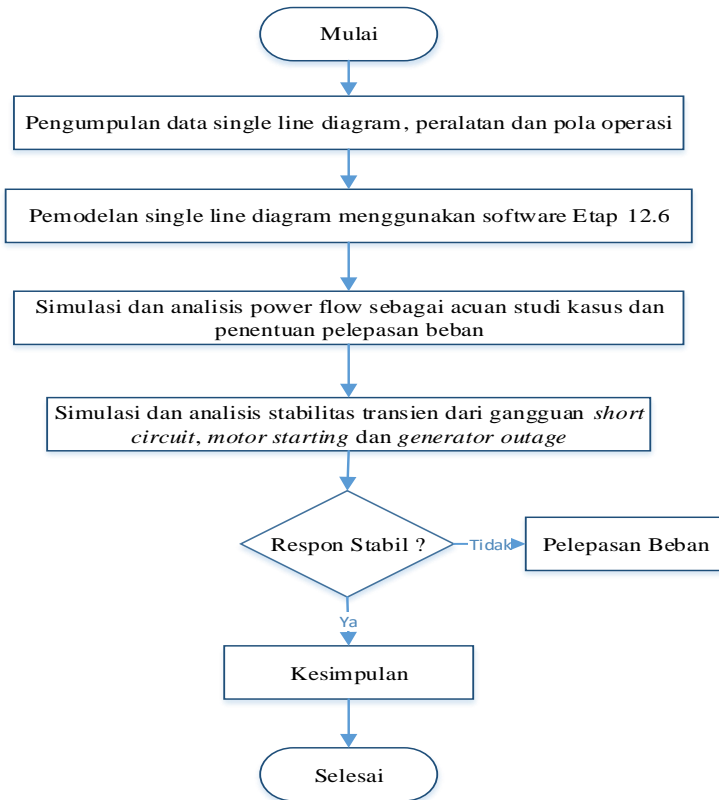 Mulai
Pengumpulan data single line diagram, peralatan dan pola operasi
Pemodelan single line diagram menggunakan software Etap 12.6
Simulasi dan analisis power flow sebagai acuan studi kasus dan
penentuan pelepasan beban
Simulasi dan analisis stabilitas transien dari gangguan short
circuit, motor starting dan generator outage
Respon Stabil ?
Tidak
Pelepasan Beban
Ya
Kesimpulan
Selesai